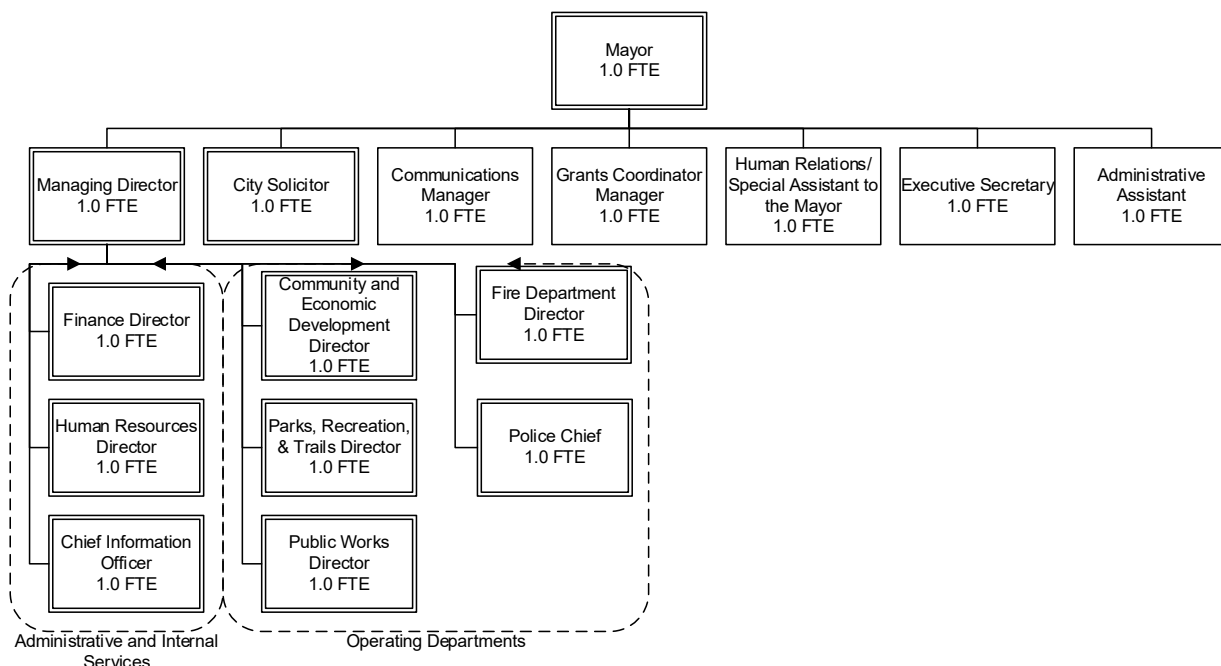 Mayor
1.0 FTE
Managing Director
1.0 FTE
City Solicitor
1.0 FTE
Communications
Manager
1.0 FTE
Grants Coordinator
Manager
1.0 FTE
Human Relations/
Special Assistant to
the Mayor
1.0 FTE
Executive Secretary
1.0 FTE
Administrative
Assistant
1.0 FTE
Finance Director
1.0 FTE
Human Resources
Director
1.0 FTE
Chief Information
Officer
1.0 FTE
Administrative and Internal
Services
Community and
Economic
Development
Director
1.0 FTE
Parks, Recreation,
& Trails Director
1.0 FTE
Public Works
Director
1.0 FTE
Fire Department
Director
1.0 FTE
Police Chief
1.0 FTE
Operating Departments